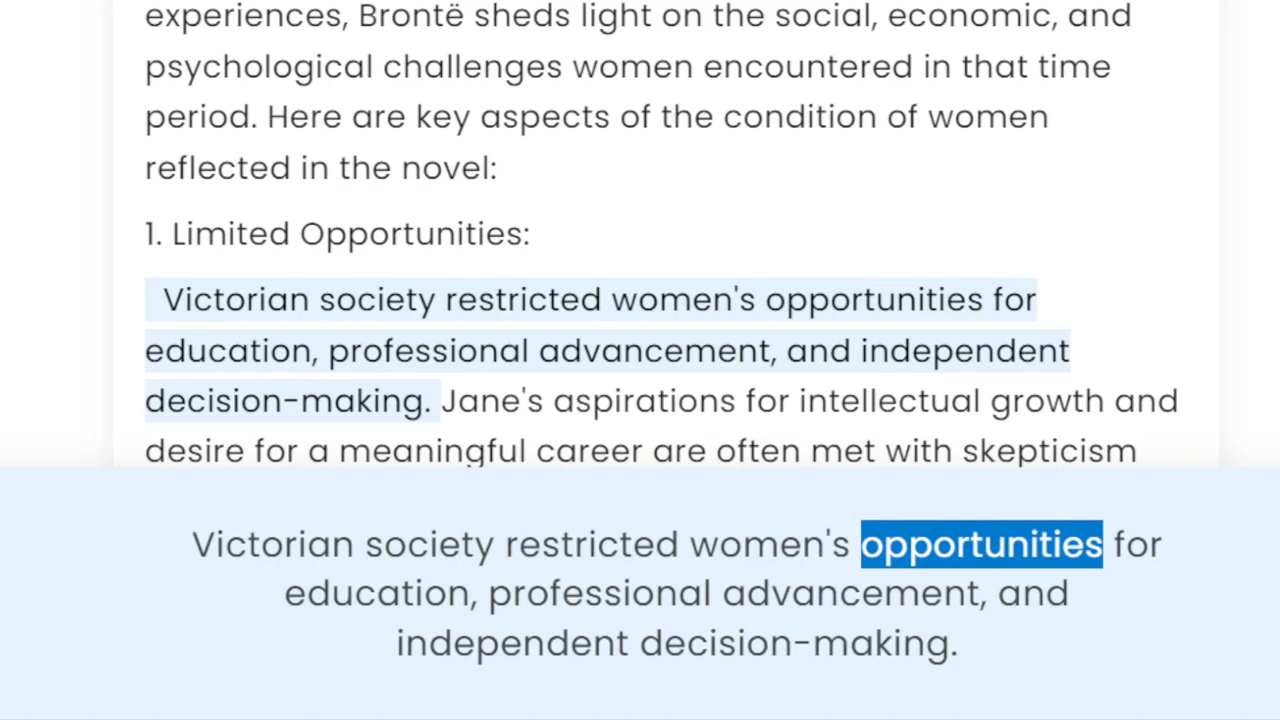 experiences, Brontë sheds light on the social, economic, and
psychological challenges women encountered in that time
period. Here are key aspects of the condition of women
reflected in the novel:
1. Limited Opportunities:
Victorian society restricted women's opportunities for
education, professional advancement, and independent
decision-making. Jane's aspirations for intellectual growth and
desire for a meaningful career are often met with skepticism
Victorian society restricted women's opportunities for
education, professional advancement, and
independent decision-making.